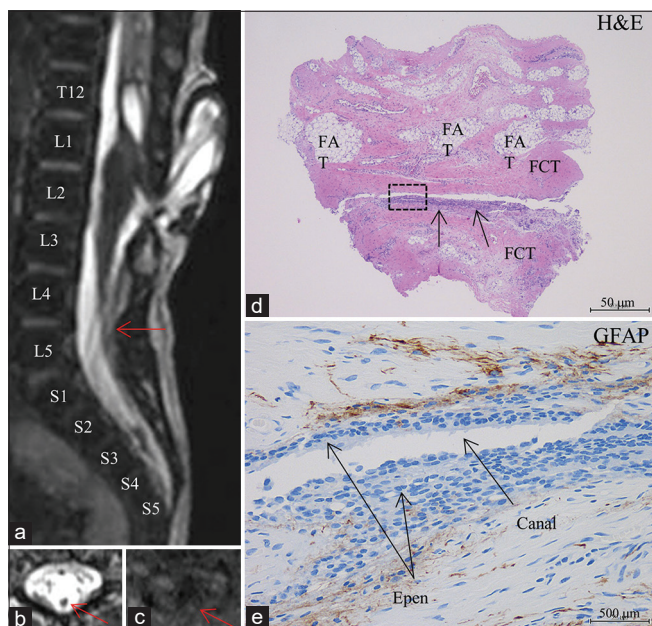 T12
L1
L2
L3
L4
L5
S1
S2
S3
S4
S5
a
b
c
H&E
FA
T
FA
T
FA
T
FCT
FCT
d
50 µm
GFAP
Canal
Epen
e
500 µm